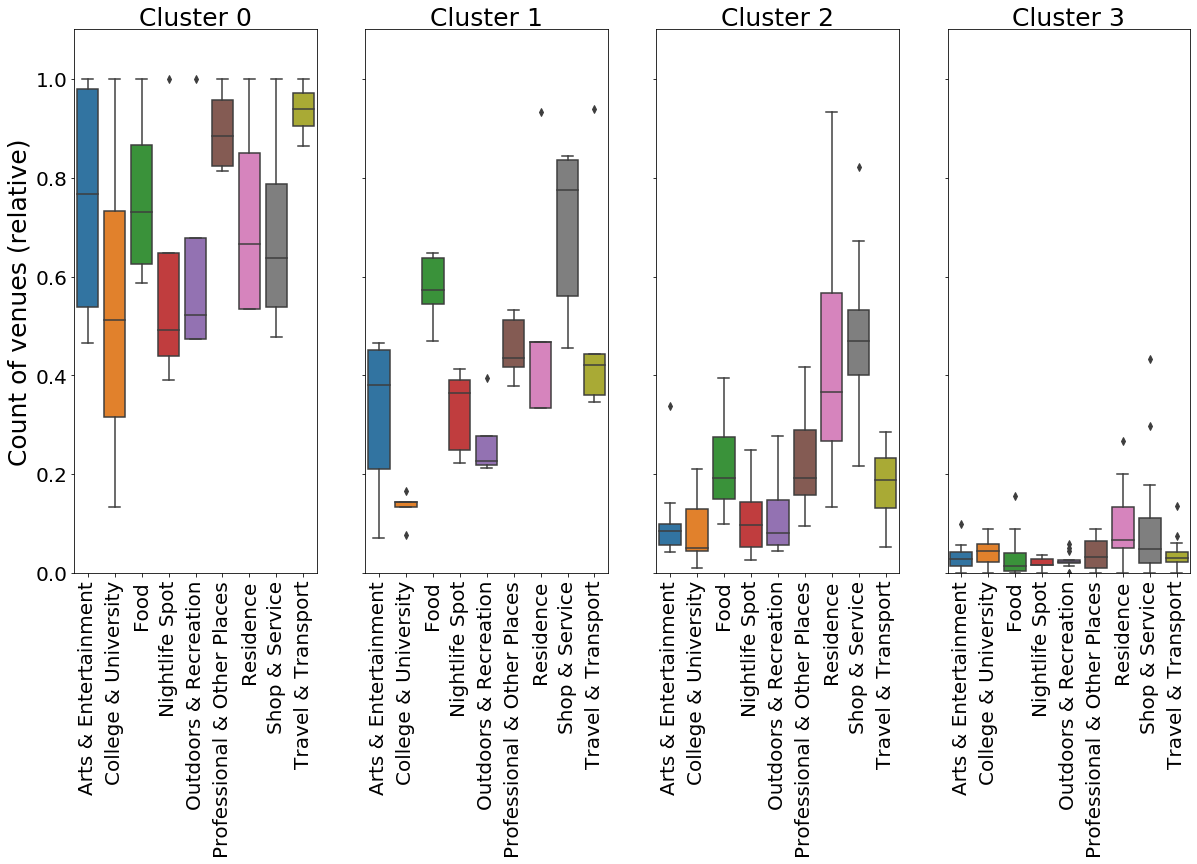 Cluster 0
Cluster 1
Cluster 2
Cluster 3
Count of venues (relative)
1.0
0.8
0.6
0.4
0.2
0.0
Arts & Entertainment
College & University
Food
Nightlife Spot
Outdoors & Recreation
Professional & Other Places
Residence
Shop & Service
Travel & Transport
Arts & Entertainment
College & University
Food
Nightlife Spot
Outdoors & Recreation
Professional & Other Places
Residence
Shop & Service
Travel & Transport
Arts & Entertainment
College & University
Food
Nightlife Spot
Outdoors & Recreation
Professional & Other Places
Residence
Shop & Service
Travel & Transport
Arts & Entertainment
College & University
Food
Nightlife Spot
Outdoors & Recreation
Professional & Other Places
Residence
Shop & Service
Travel & Transport